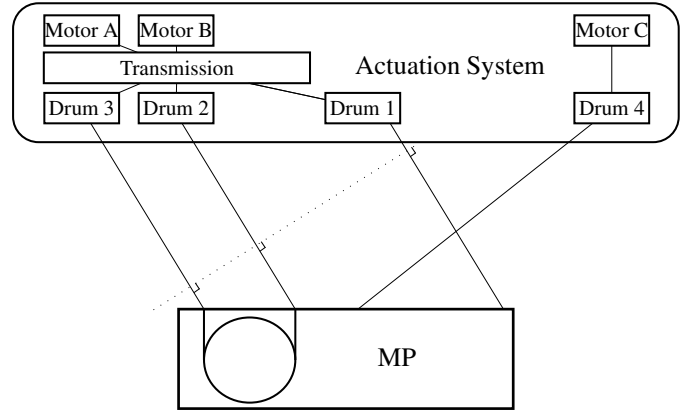 Motor A
Motor B
Motor C
Transmission
Actuation System
Drum 3
Drum 2
Drum 1
Drum 4
MP